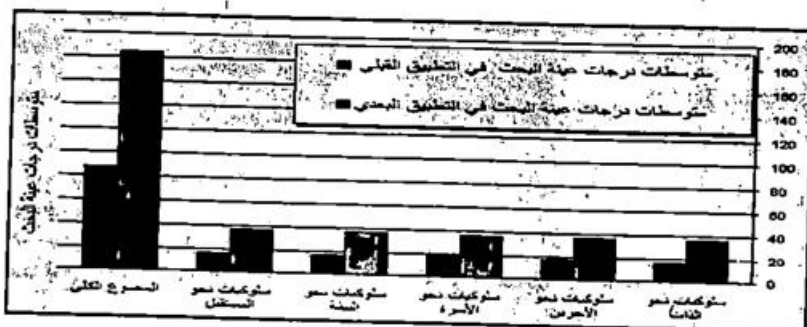 متوسطات درجات عينة البحث في التطبيق القبلي
متوسطات درجات عينة البحث في التطبيق البعدي
متوسطات درجات عينة البحث
200
180
160
140
120
100
80
60
40
20
0
سلوكيات نحو الذات
سلوكيات نحو الآخرين
سلوكيات نحو الأسرة
سلوكيات نحو البيئة
سلوكيات نحو المستقبل
المجموع الكلي